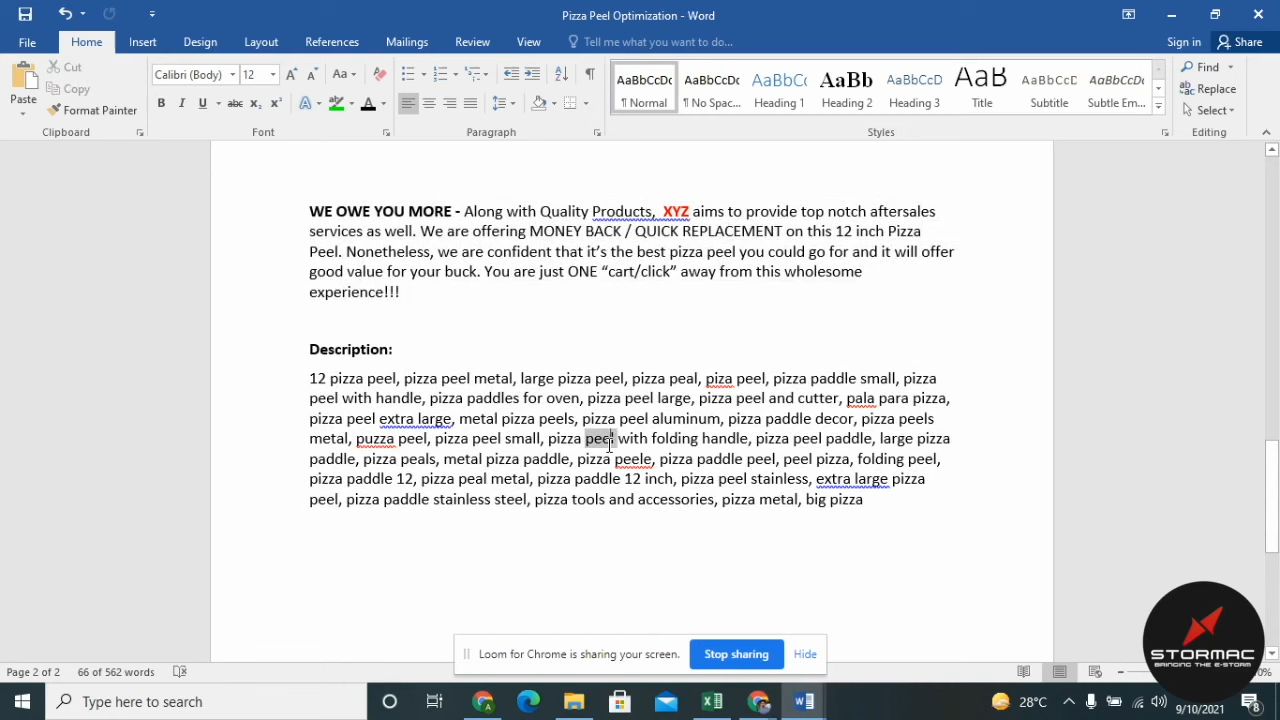 Pizza Peel Optimization - Word
File Home Insert Design Layout References Mailings Review View Tell me what you want to do... Sign in Share
Paste
Cut
Copy
Format Painter
Calibri (Body) 12
AaBbCcDc AaBbCcDc AaBbCc AaBb AaBbCcD AaB AaBbCcD AaBbCcD
¶ Normal ¶ No Spac... Heading 1 Heading 2 Heading 3 Title Subtitle Subtle Em...
Find
Replace
Select
Clipboard Font Paragraph Styles Editing
WE OWE YOU MORE - Along with Quality Products, XYZ aims to provide top notch aftersales
services as well. We are offering MONEY BACK / QUICK REPLACEMENT on this 12 inch Pizza
Peel. Nonetheless, we are confident that it’s the best pizza peel you could go for and it will offer
good value for your buck. You are just ONE “cart/click” away from this wholesome
experience!!!
Description:
12 pizza peel, pizza peel metal, large pizza peel, pizza peal, piza peel, pizza paddle small, pizza
peel with handle, pizza paddles for oven, pizza peel large, pizza peel and cutter, pala para pizza,
pizza peel extra large, metal pizza peels, pizza peel aluminum, pizza paddle decor, pizza peels
metal, puzza peel, pizza peel small, pizza peel with folding handle, pizza peel paddle, large pizza
paddle, pizza peals, metal pizza paddle, pizza peele, pizza paddle peel, peel pizza, folding peel,
pizza paddle 12, pizza peal metal, pizza paddle 12 inch, pizza peel stainless, extra large pizza
peel, pizza paddle stainless steel, pizza tools and accessories, pizza metal, big pizza
STORMAC
BRINGING THE E-STORM
Loom for Chrome is sharing your screen. Stop sharing Hide
Page 2 of 2 66 of 562 words
Type here to search
28°C
9/10/2021
8